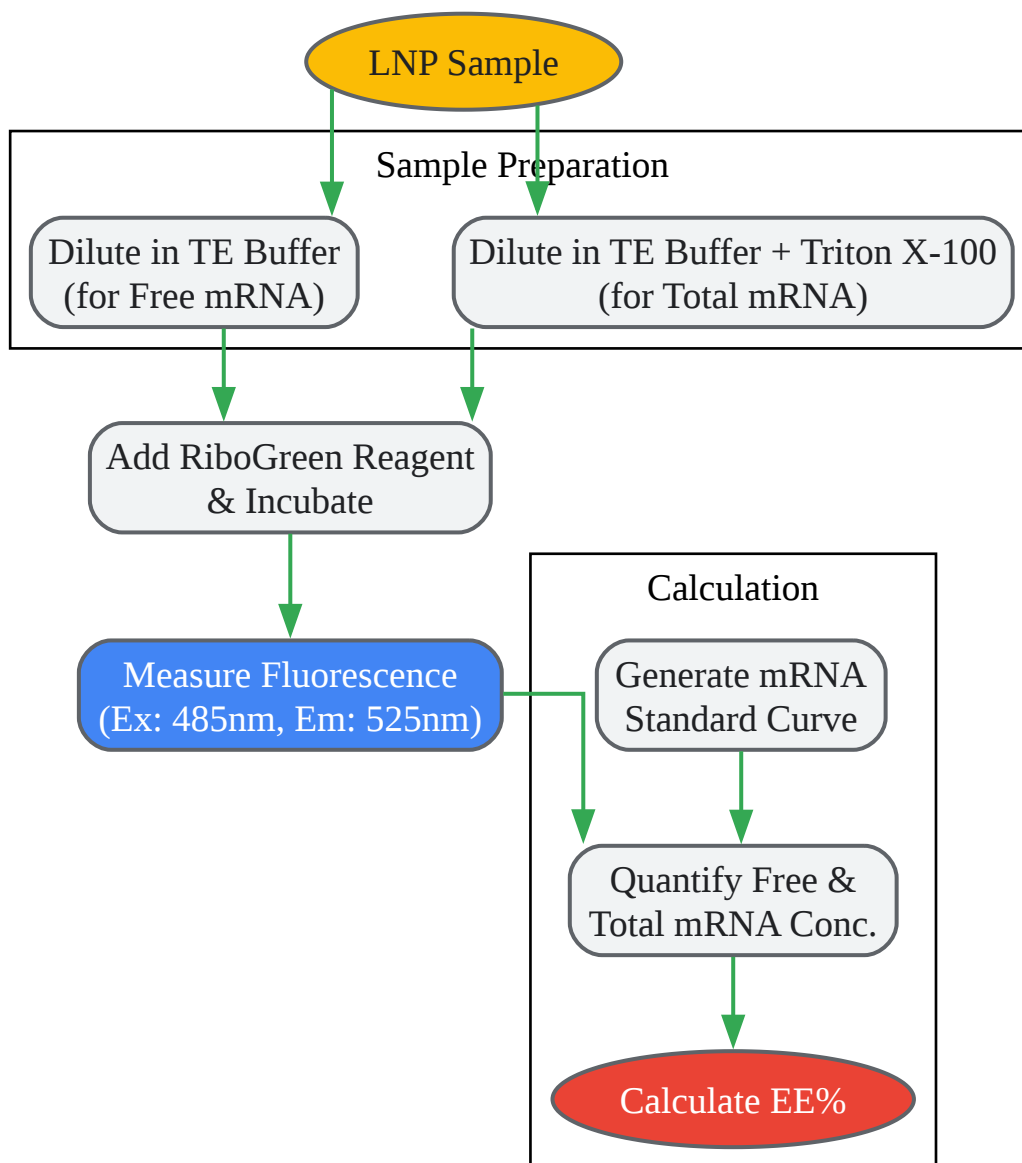 LNP Sample
Sample Preparation
Dilute in TE Buffer
(for Free mRNA)
Dilute in TE Buffer + Triton X-100
(for Total mRNA)
Add RiboGreen Reagent
& Incubate
Measure Fluorescence
(Ex: 485nm, Em: 525nm)
Calculation
Generate mRNA
Standard Curve
Quantify Free &
Total mRNA Conc.
Calculate EE%